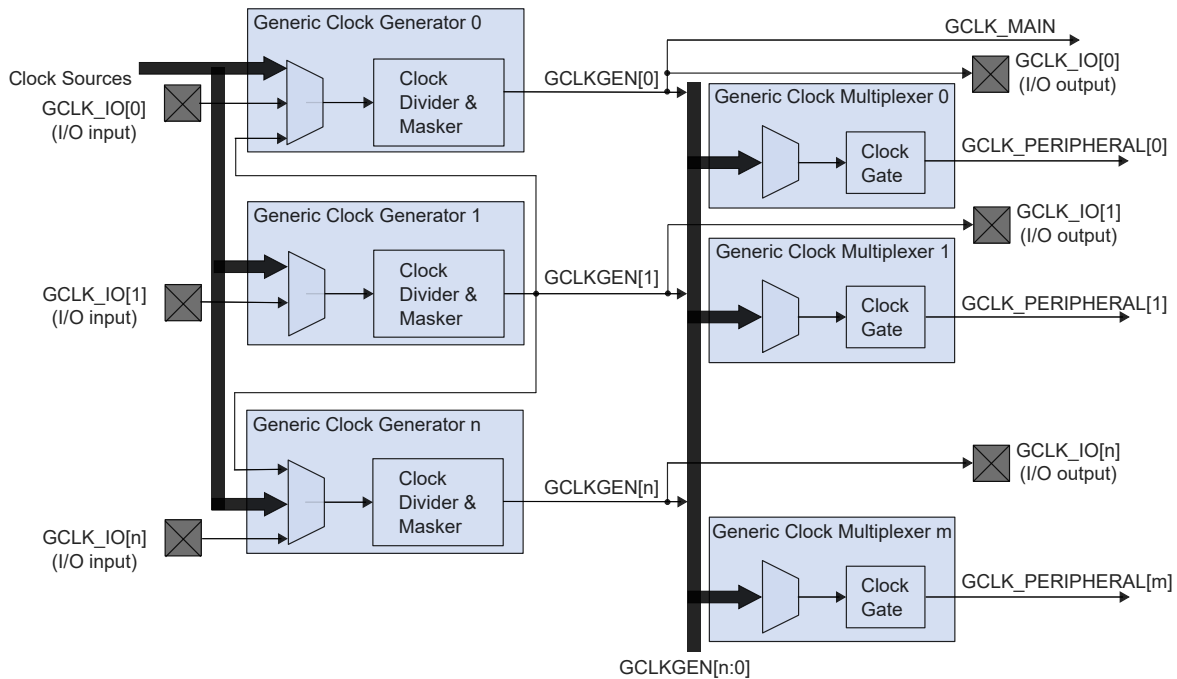 Generic Clock Generator 0
Clock Sources
GCLK_IO[0]
(I/O input)
Clock
Divider &
Masker
GCLKGEN[0]
GCLK_MAIN
GCLK_IO[0]
(I/O output)
Generic Clock Multiplexer 0
Clock
Gate
GCLK_PERIPHERAL[0]
Generic Clock Generator 1
GCLK_IO[1]
(I/O input)
Clock
Divider &
Masker
GCLKGEN[1]
GCLK_IO[1]
(I/O output)
Generic Clock Multiplexer 1
Clock
Gate
GCLK_PERIPHERAL[1]
Generic Clock Generator n
GCLK_IO[n]
(I/O input)
Clock
Divider &
Masker
GCLKGEN[n]
GCLK_IO[n]
(I/O output)
Generic Clock Multiplexer m
Clock
Gate
GCLK_PERIPHERAL[m]
GCLKGEN[n:0]